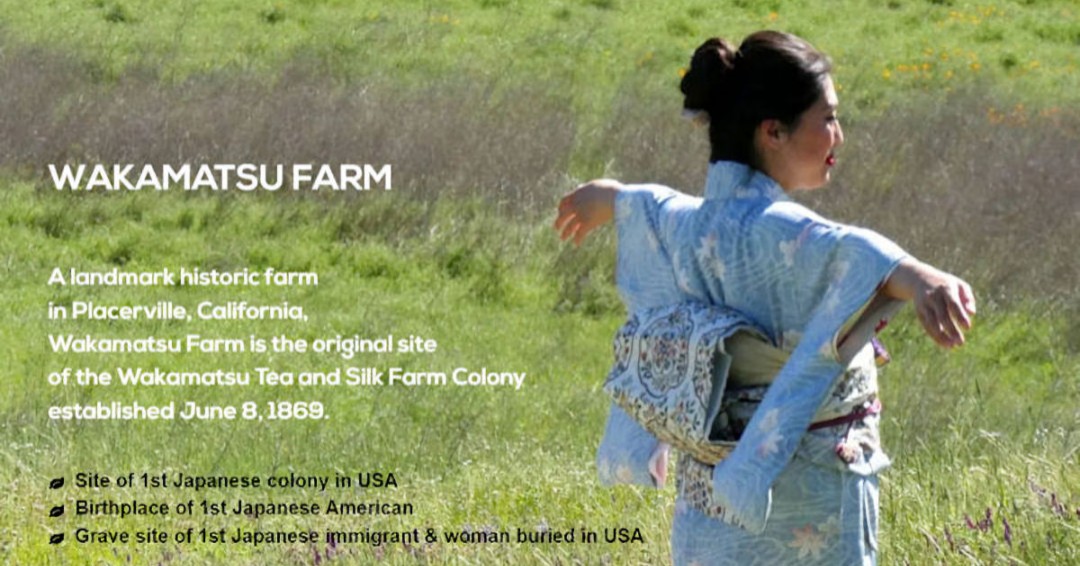 WAKAMATSU FARM
A landmark historic farm
in Placerville, California,
Wakamatsu Farm is the original site
of the Wakamatsu Tea and Silk Farm Colony
established June 8, 1869.
Site of 1st Japanese colony in USA
Birthplace of 1st Japanese American
Grave site of 1st Japanese immigrant & woman buried in USA